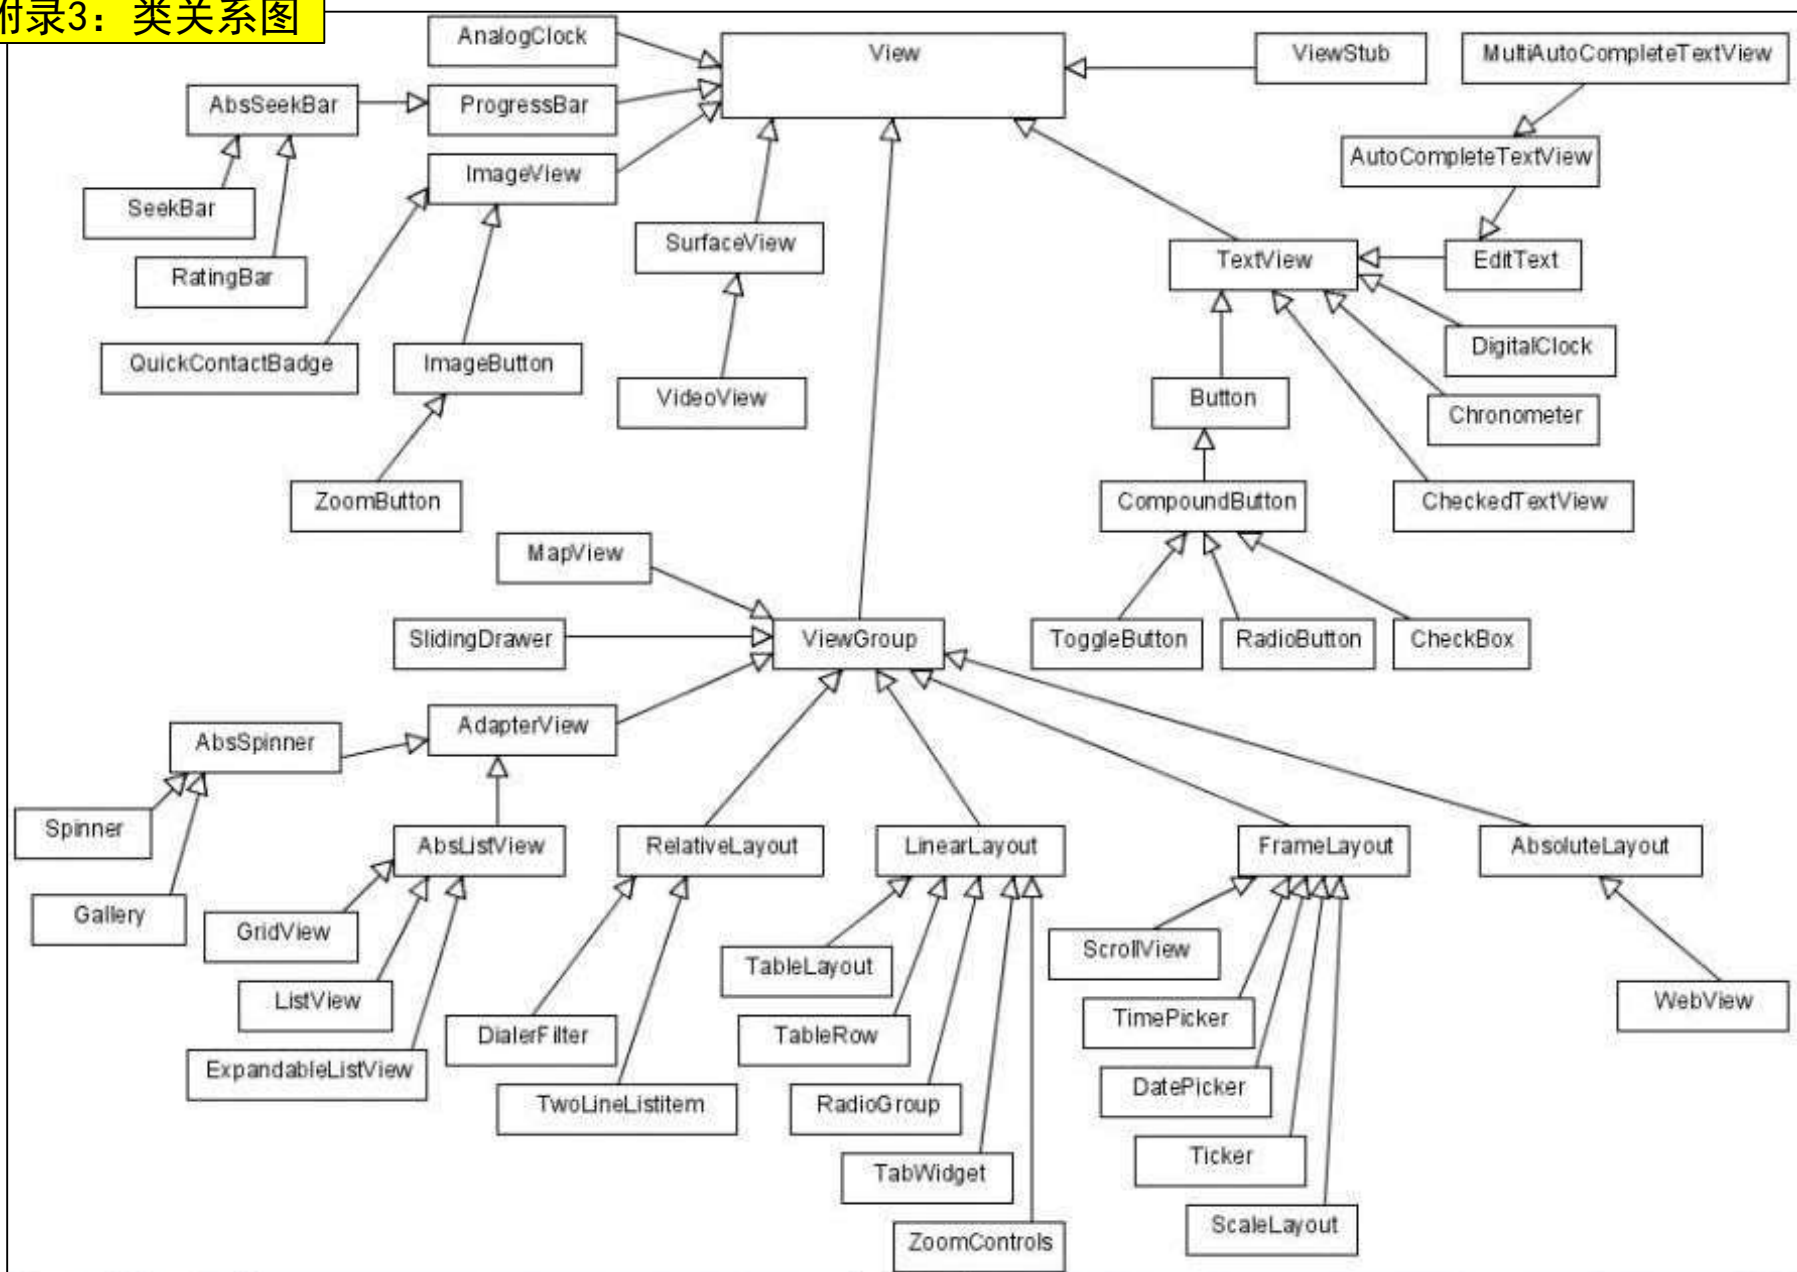 附录3：类关系图
AnalogClock
View
ViewStub
MultiAutoCompleteTextView
AbsSeekBar
ProgressBar
AutoCompleteTextView
ImageView
SeekBar
SurfaceView
TextView
EditText
RatingBar
QuickContactBadge
ImageButton
DigitalClock
VideoView
Button
Chronometer
ZoomButton
CompoundButton
CheckedTextView
MapView
SlidingDrawer
ViewGroup
ToggleButton
RadioButton
CheckBox
AbsSpinner
AdapterView
Spinner
AbsListView
RelativeLayout
LinearLayout
FrameLayout
AbsoluteLayout
Gallery
GridView
ScrollView
TableLayout
ListView
WebView
DialerFilter
TableRow
TimePicker
ExpandableListView
TwoLineListitem
RadioGroup
DatePicker
TabWidget
Ticker
ScaleLayout
ZoomControls